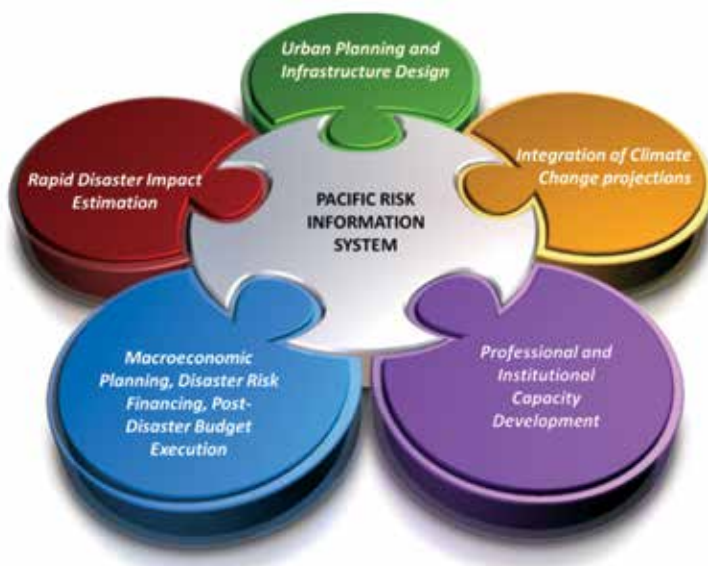 Urban Planning and
Infrastructure Design
Rapid Disaster Impact
Estimation
Integration of Climate
Change projections
PACIFIC RISK
INFORMATION
SYSTEM
Macroeconomic
Planning, Disaster Risk
Financing, Post-
Disaster Budget
Execution
Professional and
Institutional
Capacity
Development